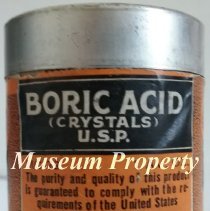 BORIC ACID
(CRYSTALS)
U.S.P.
Museum Property
The purity and quality of this product
is guaranteed to comply with the re-
quirements of the United States